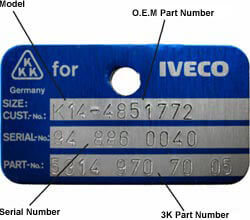 Model
O.E.M Part Number
KKK for IVECO
Germany
SIZE:
CUST.-No.: K14-4851772
SERIAL-No: 94 886 0040
PART-No.: 5314 970 70 05
Serial Number
3K Part Number